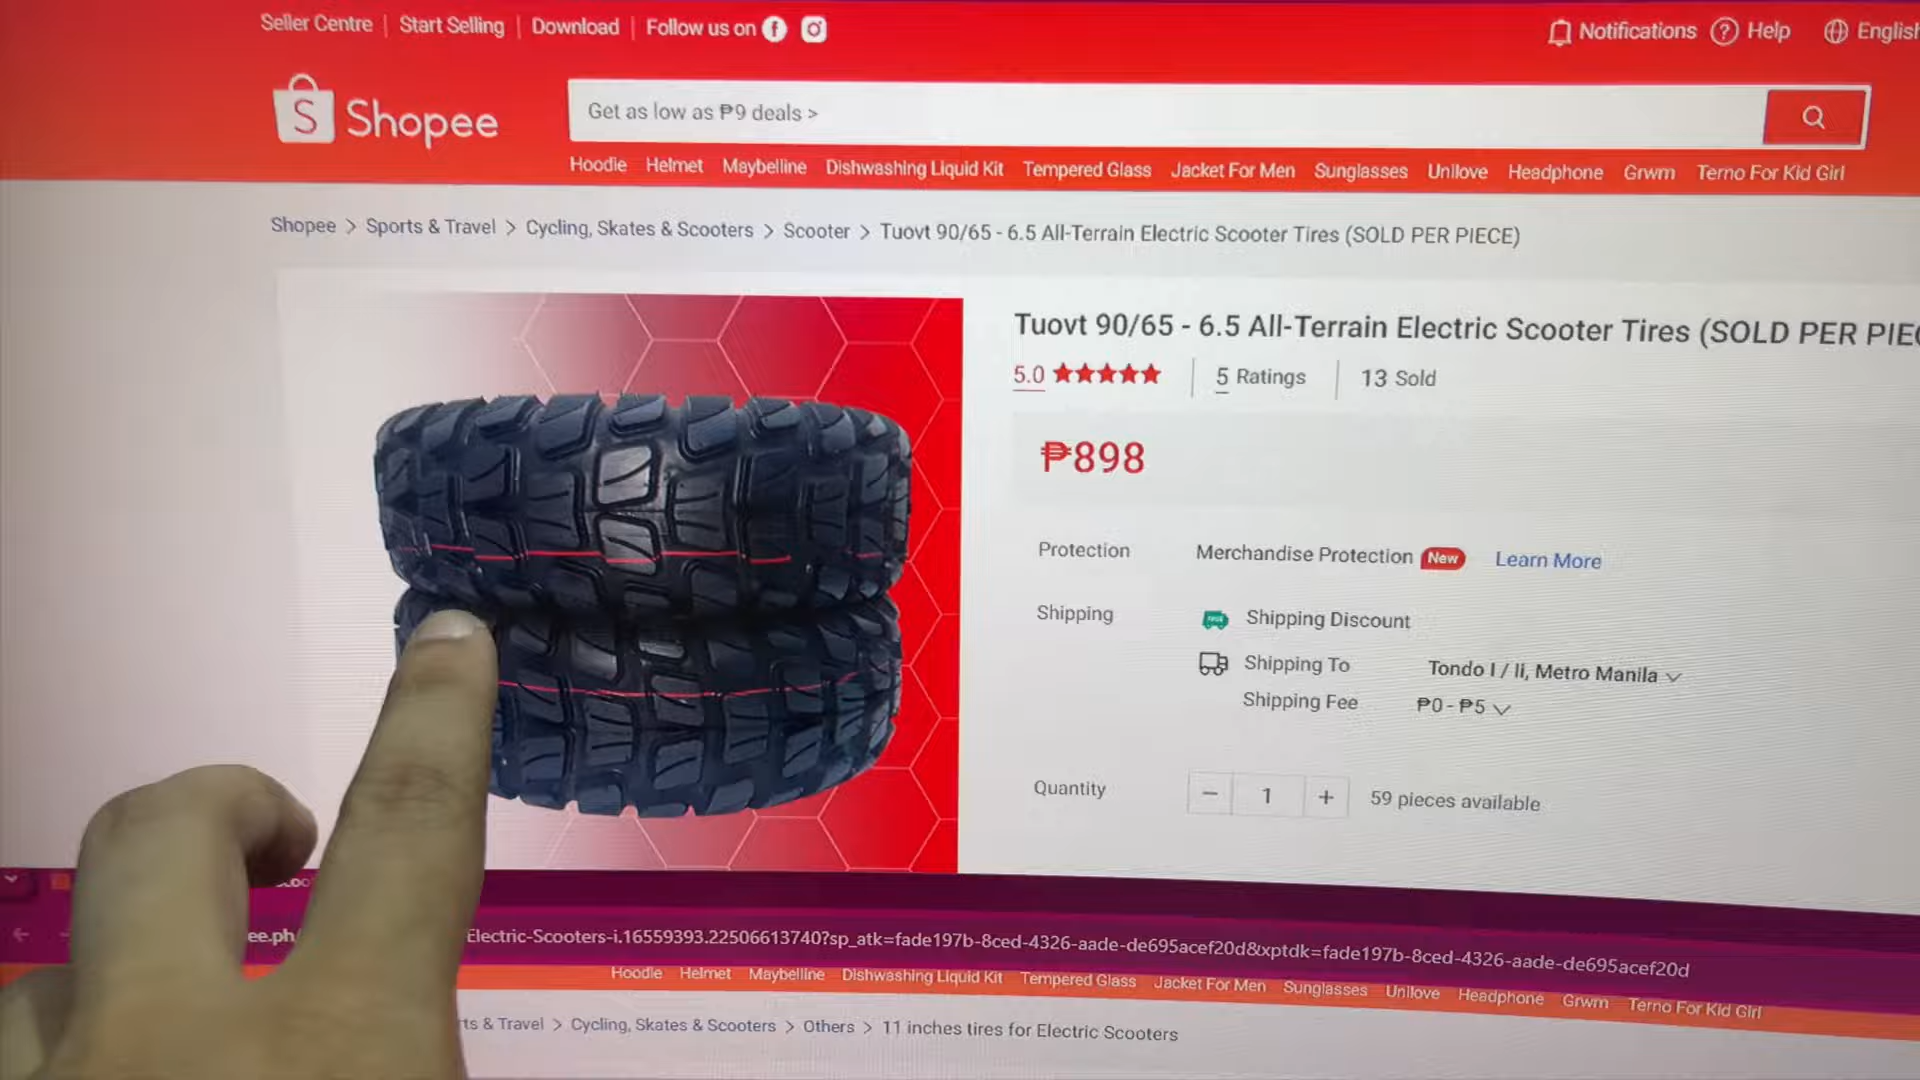 Seller Centre | Start Selling | Download | Follow us on
Notifications Help English
Shopee
Get as low as ₱9 deals >
Hoodie Helmet Maybelline Dishwashing Liquid Kit Tempered Glass Jacket For Men Sunglasses Unilove Headphone Grwm Terno For Kid Girl
Shopee > Sports & Travel > Cycling, Skates & Scooters > Scooter > Tuovt 90/65 - 6.5 All-Terrain Electric Scooter Tires (SOLD PER PIECE)
Tuovt 90/65 - 6.5 All-Terrain Electric Scooter Tires (SOLD PER PIEC
5.0 5 Ratings 13 Sold
₱898
Protection Merchandise Protection New Learn More
Shipping Shipping Discount
Shipping To Tondo I / Ii, Metro Manila
Shipping Fee ₱0 - ₱5
Quantity − 1 + 59 pieces available
ee.ph/ Electric-Scooters-i.16559393.22506613740?sp_atk=fade197b-8ced-4326-aade-de695acef20d&xptdk=fade197b-8ced-4326-aade-de695acef20d
Hoodie Helmet Maybelline Dishwashing Liquid Kit Tempered Glass Jacket For Men Sunglasses Unilove Headphone Grwm Terno For Kid Girl
ts & Travel > Cycling, Skates & Scooters > Others > 11 inches tires for Electric Scooters